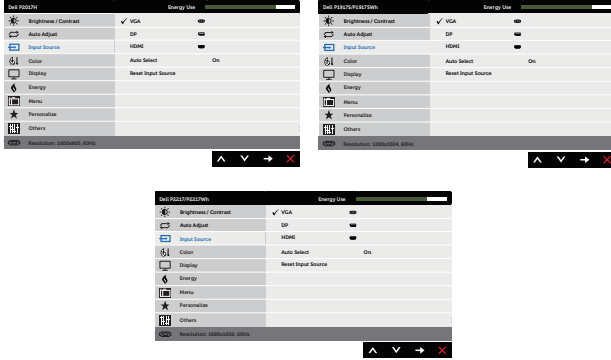 Dell P2017H Energy Use
Brightness / Contrast ✓ VGA
Auto Adjust DP
Input Source HDMI
Color Auto Select On
Display Reset Input Source
Energy
Menu
Personalize
Others
Resolution: 1600x900, 60Hz
Dell P1917S/P1917SWh Energy Use
Brightness / Contrast ✓ VGA
Auto Adjust DP
Input Source HDMI
Color Auto Select On
Display Reset Input Source
Energy
Menu
Personalize
Others
Resolution: 1280x1024, 60Hz
Dell P2217/P2217Wh Energy Use
Brightness / Contrast ✓ VGA
Auto Adjust DP
Input Source HDMI
Color Auto Select On
Display Reset Input Source
Energy
Menu
Personalize
Others
Resolution: 1680x1050, 60Hz